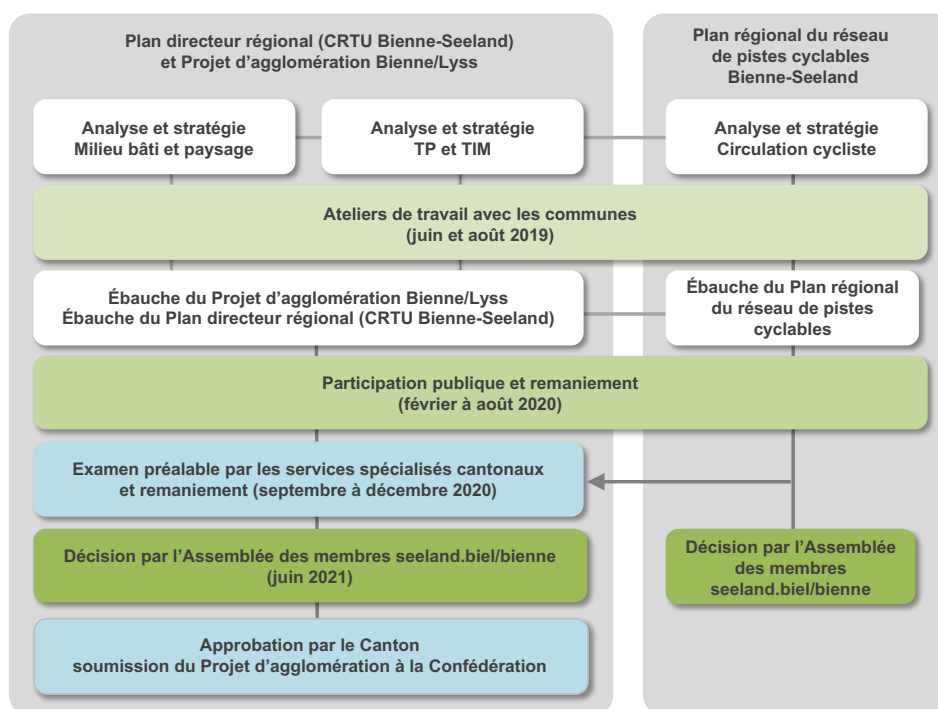 Plan directeur régional (CRTU Bienne-Seeland)
et Projet d’agglomération Bienne/Lyss
Plan régional du réseau
de pistes cyclables
Bienne-Seeland
Analyse et stratégie
Milieu bâti et paysage
Analyse et stratégie
TP et TIM
Analyse et stratégie
Circulation cycliste
Ateliers de travail avec les communes
(juin et août 2019)
Ébauche du Projet d’agglomération Bienne/Lyss
Ébauche du Plan directeur régional (CRTU Bienne-Seeland)
Ébauche du Plan régional
du réseau de pistes
cyclables
Participation publique et remaniement
(février à août 2020)
Examen préalable par les services spécialisés cantonaux
et remaniement (septembre à décembre 2020)
Décision par l’Assemblée des membres seeland.biel/bienne
(juin 2021)
Décision par l’Assemblée
des membres
seeland.biel/bienne
Approbation par le Canton
soumission du Projet d’agglomération à la Confédération